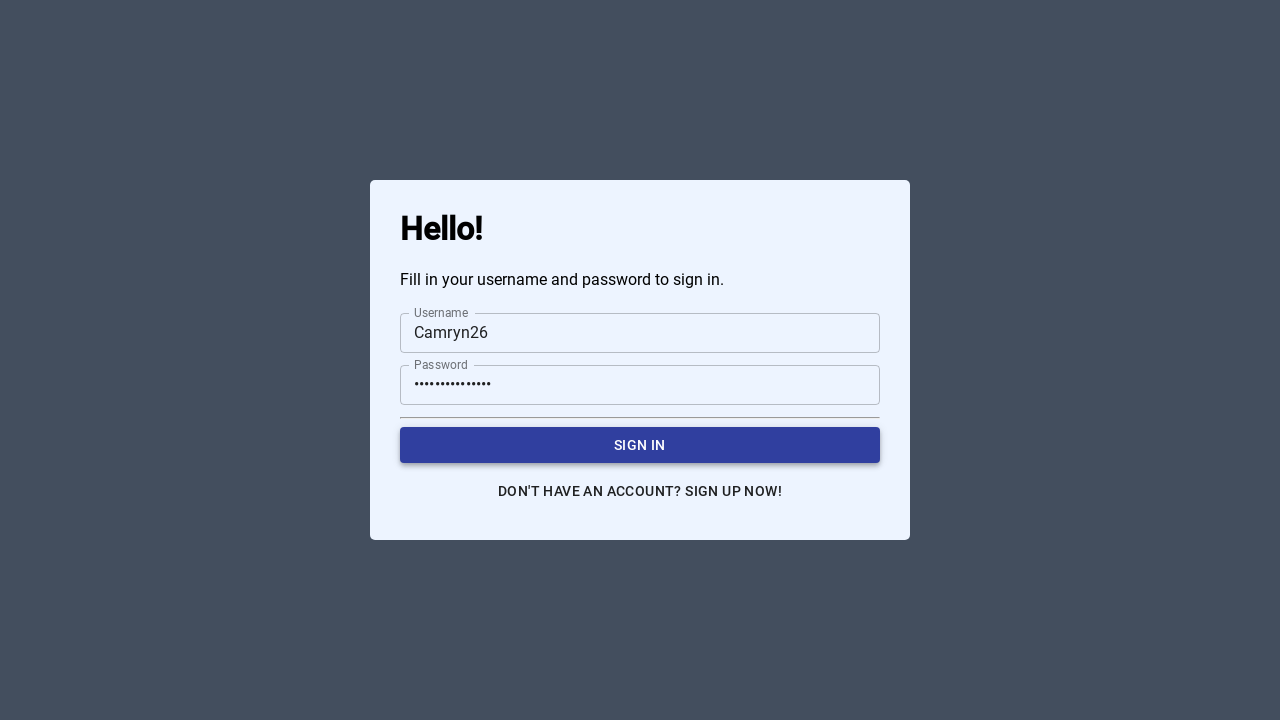 Hello!
Fill in your username and password to sign in.
Username
Camryn26
Password
•••••••••••••••
SIGN IN
DON'T HAVE AN ACCOUNT? SIGN UP NOW!